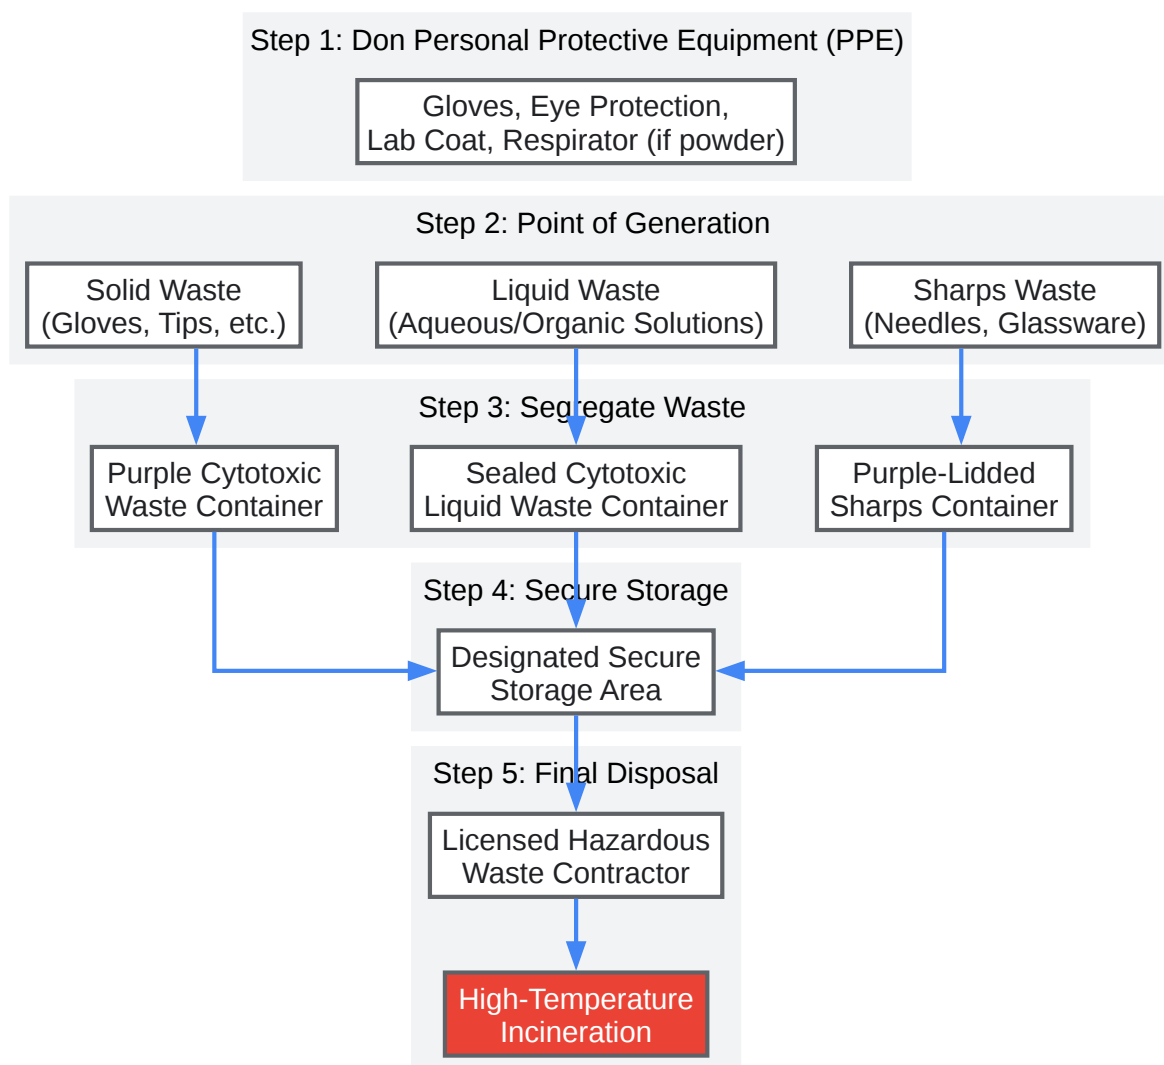 Step 1: Don Personal Protective Equipment (PPE)
Gloves, Eye Protection,
Lab Coat, Respirator (if powder)
Step 2: Point of Generation
Solid Waste
(Gloves, Tips, etc.)
Liquid Waste
(Aqueous/Organic Solutions)
Sharps Waste
(Needles, Glassware)
Step 3: Segregate Waste
Purple Cytotoxic
Waste Container
Sealed Cytotoxic
Liquid Waste Container
Purple-Lidded
Sharps Container
Step 4: Secure Storage
Designated Secure
Storage Area
Step 5: Final Disposal
Licensed Hazardous
Waste Contractor
High-Temperature
Incineration